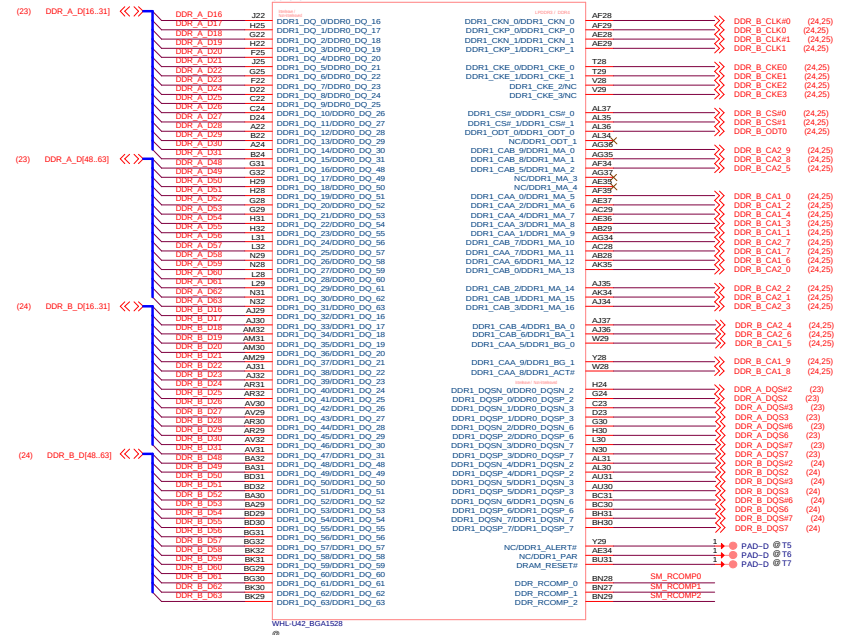 (23) DDR_A_D[16..31]
(23) DDR_A_D[48..63]
(24) DDR_B_D[16..31]
(24) DDR_B_D[48..63]
DDR_A_D16 J22 DDR1_DQ_0/DDR0_DQ_16
DDR_A_D17 H25 DDR1_DQ_1/DDR0_DQ_17
DDR_A_D18 G22 DDR1_DQ_2/DDR0_DQ_18
DDR_A_D19 H22 DDR1_DQ_3/DDR0_DQ_19
DDR_A_D20 F25 DDR1_DQ_4/DDR0_DQ_20
DDR_A_D21 J25 DDR1_DQ_5/DDR0_DQ_21
DDR_A_D22 G25 DDR1_DQ_6/DDR0_DQ_22
DDR_A_D23 F22 DDR1_DQ_7/DDR0_DQ_23
DDR_A_D24 D22 DDR1_DQ_8/DDR0_DQ_24
DDR_A_D25 C22 DDR1_DQ_9/DDR0_DQ_25
DDR_A_D26 C24 DDR1_DQ_10/DDR0_DQ_26
DDR_A_D27 D24 DDR1_DQ_11/DDR0_DQ_27
DDR_A_D28 A22 DDR1_DQ_12/DDR0_DQ_28
DDR_A_D29 B22 DDR1_DQ_13/DDR0_DQ_29
DDR_A_D30 A24 DDR1_DQ_14/DDR0_DQ_30
DDR_A_D31 B24 DDR1_DQ_15/DDR0_DQ_31
DDR_A_D48 G31 DDR1_DQ_16/DDR0_DQ_48
DDR_A_D49 G32 DDR1_DQ_17/DDR0_DQ_49
DDR_A_D50 H29 DDR1_DQ_18/DDR0_DQ_50
DDR_A_D51 H28 DDR1_DQ_19/DDR0_DQ_51
DDR_A_D52 G28 DDR1_DQ_20/DDR0_DQ_52
DDR_A_D53 G29 DDR1_DQ_21/DDR0_DQ_53
DDR_A_D54 H31 DDR1_DQ_22/DDR0_DQ_54
DDR_A_D55 H32 DDR1_DQ_23/DDR0_DQ_55
DDR_A_D56 L31 DDR1_DQ_24/DDR0_DQ_56
DDR_A_D57 L32 DDR1_DQ_25/DDR0_DQ_57
DDR_A_D58 N29 DDR1_DQ_26/DDR0_DQ_58
DDR_A_D59 N28 DDR1_DQ_27/DDR0_DQ_59
DDR_A_D60 L28 DDR1_DQ_28/DDR0_DQ_60
DDR_A_D61 L29 DDR1_DQ_29/DDR0_DQ_61
DDR_A_D62 N31 DDR1_DQ_30/DDR0_DQ_62
DDR_A_D63 N32 DDR1_DQ_31/DDR0_DQ_63
DDR_B_D16 AJ29 DDR1_DQ_32/DDR1_DQ_16
DDR_B_D17 AJ30 DDR1_DQ_33/DDR1_DQ_17
DDR_B_D18 AM32 DDR1_DQ_34/DDR1_DQ_18
DDR_B_D19 AM31 DDR1_DQ_35/DDR1_DQ_19
DDR_B_D20 AM30 DDR1_DQ_36/DDR1_DQ_20
DDR_B_D21 AM29 DDR1_DQ_37/DDR1_DQ_21
DDR_B_D22 AJ31 DDR1_DQ_38/DDR1_DQ_22
DDR_B_D23 AJ32 DDR1_DQ_39/DDR1_DQ_23
DDR_B_D24 AR31 DDR1_DQ_40/DDR1_DQ_24
DDR_B_D25 AR32 DDR1_DQ_41/DDR1_DQ_25
DDR_B_D26 AV30 DDR1_DQ_42/DDR1_DQ_26
DDR_B_D27 AV29 DDR1_DQ_43/DDR1_DQ_27
DDR_B_D28 AR30 DDR1_DQ_44/DDR1_DQ_28
DDR_B_D29 AR29 DDR1_DQ_45/DDR1_DQ_29
DDR_B_D30 AV32 DDR1_DQ_46/DDR1_DQ_30
DDR_B_D31 AV31 DDR1_DQ_47/DDR1_DQ_31
DDR_B_D48 BA32 DDR1_DQ_48/DDR1_DQ_48
DDR_B_D49 BA31 DDR1_DQ_49/DDR1_DQ_49
DDR_B_D50 BD31 DDR1_DQ_50/DDR1_DQ_50
DDR_B_D51 BD32 DDR1_DQ_51/DDR1_DQ_51
DDR_B_D52 BA30 DDR1_DQ_52/DDR1_DQ_52
DDR_B_D53 BA29 DDR1_DQ_53/DDR1_DQ_53
DDR_B_D54 BD29 DDR1_DQ_54/DDR1_DQ_54
DDR_B_D55 BD30 DDR1_DQ_55/DDR1_DQ_55
DDR_B_D56 BG31 DDR1_DQ_56/DDR1_DQ_56
DDR_B_D57 BG32 DDR1_DQ_57/DDR1_DQ_57
DDR_B_D58 BK32 DDR1_DQ_58/DDR1_DQ_58
DDR_B_D59 BK31 DDR1_DQ_59/DDR1_DQ_59
DDR_B_D60 BG29 DDR1_DQ_60/DDR1_DQ_60
DDR_B_D61 BG30 DDR1_DQ_61/DDR1_DQ_61
DDR_B_D62 BK30 DDR1_DQ_62/DDR1_DQ_62
DDR_B_D63 BK29 DDR1_DQ_63/DDR1_DQ_63
DDR1_CKN_0/DDR1_CKN_0 AF28 DDR_B_CLK#0 (24,25)
DDR1_CKP_0/DDR1_CKP_0 AF29 DDR_B_CLK0 (24,25)
DDR1_CKN_1/DDR1_CKN_1 AE28 DDR_B_CLK#1 (24,25)
DDR1_CKP_1/DDR1_CKP_1 AE29 DDR_B_CLK1 (24,25)
DDR1_CKE_0/DDR1_CKE_0 T28 DDR_B_CKE0 (24,25)
DDR1_CKE_1/DDR1_CKE_1 T29 DDR_B_CKE1 (24,25)
DDR1_CKE_2/NC V28 DDR_B_CKE2 (24,25)
DDR1_CKE_3/NC V29 DDR_B_CKE3 (24,25)
DDR1_CS#_0/DDR1_CS#_0 AL37 DDR_B_CS#0 (24,25)
DDR1_CS#_1/DDR1_CS#_1 AL35 DDR_B_CS#1 (24,25)
DDR1_ODT_0/DDR1_ODT_0 AL36 DDR_B_ODT0 (24,25)
NC/DDR1_ODT_1 AL34
DDR1_CAB_9/DDR1_MA_0 AG36 DDR_B_CA2_9 (24,25)
DDR1_CAB_8/DDR1_MA_1 AG35 DDR_B_CA2_8 (24,25)
DDR1_CAB_5/DDR1_MA_2 AF34 DDR_B_CA2_5 (24,25)
NC/DDR1_MA_3 AG37
NC/DDR1_MA_4 AE35
DDR1_CAA_0/DDR1_MA_5 AF35 DDR_B_CA1_0 (24,25)
DDR1_CAA_2/DDR1_MA_6 AE37 DDR_B_CA1_2 (24,25)
DDR1_CAA_4/DDR1_MA_7 AC29 DDR_B_CA1_4 (24,25)
DDR1_CAA_3/DDR1_MA_8 AE36 DDR_B_CA1_3 (24,25)
DDR1_CAA_1/DDR1_MA_9 AB29 DDR_B_CA1_1 (24,25)
DDR1_CAB_7/DDR1_MA_10 AG34 DDR_B_CA2_7 (24,25)
DDR1_CAA_7/DDR1_MA_11 AC28 DDR_B_CA1_7 (24,25)
DDR1_CAA_6/DDR1_MA_12 AB28 DDR_B_CA1_6 (24,25)
DDR1_CAB_0/DDR1_MA_13 AK35 DDR_B_CA2_0 (24,25)
DDR1_CAB_2/DDR1_MA_14 AJ35 DDR_B_CA2_2 (24,25)
DDR1_CAB_1/DDR1_MA_15 AK34 DDR_B_CA2_1 (24,25)
DDR1_CAB_3/DDR1_MA_16 AJ34 DDR_B_CA2_3 (24,25)
DDR1_CAB_4/DDR1_BA_0 AJ37 DDR_B_CA2_4 (24,25)
DDR1_CAB_6/DDR1_BA_1 AJ36 DDR_B_CA2_6 (24,25)
DDR1_CAA_5/DDR1_BG_0 W29 DDR_B_CA1_5 (24,25)
DDR1_CAA_9/DDR1_BG_1 Y28 DDR_B_CA1_9 (24,25)
DDR1_CAA_8/DDR1_ACT# W28 DDR_B_CA1_8 (24,25)
DDR1_DQSN_0/DDR0_DQSN_2 H24 DDR_A_DQS#2 (23)
DDR1_DQSP_0/DDR0_DQSP_2 G24 DDR_A_DQS2 (23)
DDR1_DQSN_1/DDR0_DQSN_3 C23 DDR_A_DQS#3 (23)
DDR1_DQSP_1/DDR0_DQSP_3 D23 DDR_A_DQS3 (23)
DDR1_DQSN_2/DDR0_DQSN_6 G30 DDR_A_DQS#6 (23)
DDR1_DQSP_2/DDR0_DQSP_6 H30 DDR_A_DQS6 (23)
DDR1_DQSN_3/DDR0_DQSN_7 L30 DDR_A_DQS#7 (23)
DDR1_DQSP_3/DDR0_DQSP_7 N30 DDR_A_DQS7 (23)
DDR1_DQSN_4/DDR1_DQSN_2 AL31 DDR_B_DQS#2 (24)
DDR1_DQSP_4/DDR1_DQSP_2 AL30 DDR_B_DQS2 (24)
DDR1_DQSN_5/DDR1_DQSN_3 AU31 DDR_B_DQS#3 (24)
DDR1_DQSP_5/DDR1_DQSP_3 AU30 DDR_B_DQS3 (24)
DDR1_DQSN_6/DDR1_DQSN_6 BC31 DDR_B_DQS#6 (24)
DDR1_DQSP_6/DDR1_DQSP_6 BC30 DDR_B_DQS6 (24)
DDR1_DQSN_7/DDR1_DQSN_7 BH31 DDR_B_DQS#7 (24)
DDR1_DQSP_7/DDR1_DQSP_7 BH30 DDR_B_DQS7 (24)
NC/DDR1_ALERT# Y29 1 PAD~D @T5
NC/DDR1_PAR AE34 1 PAD~D @T6
DRAM_RESET# BU31 1 PAD~D @T7
DDR_RCOMP_0 BN28 SM_RCOMP0
DDR_RCOMP_1 BN27 SM_RCOMP1
DDR_RCOMP_2 BN29 SM_RCOMP2
WHL-U42_BGA1528
@